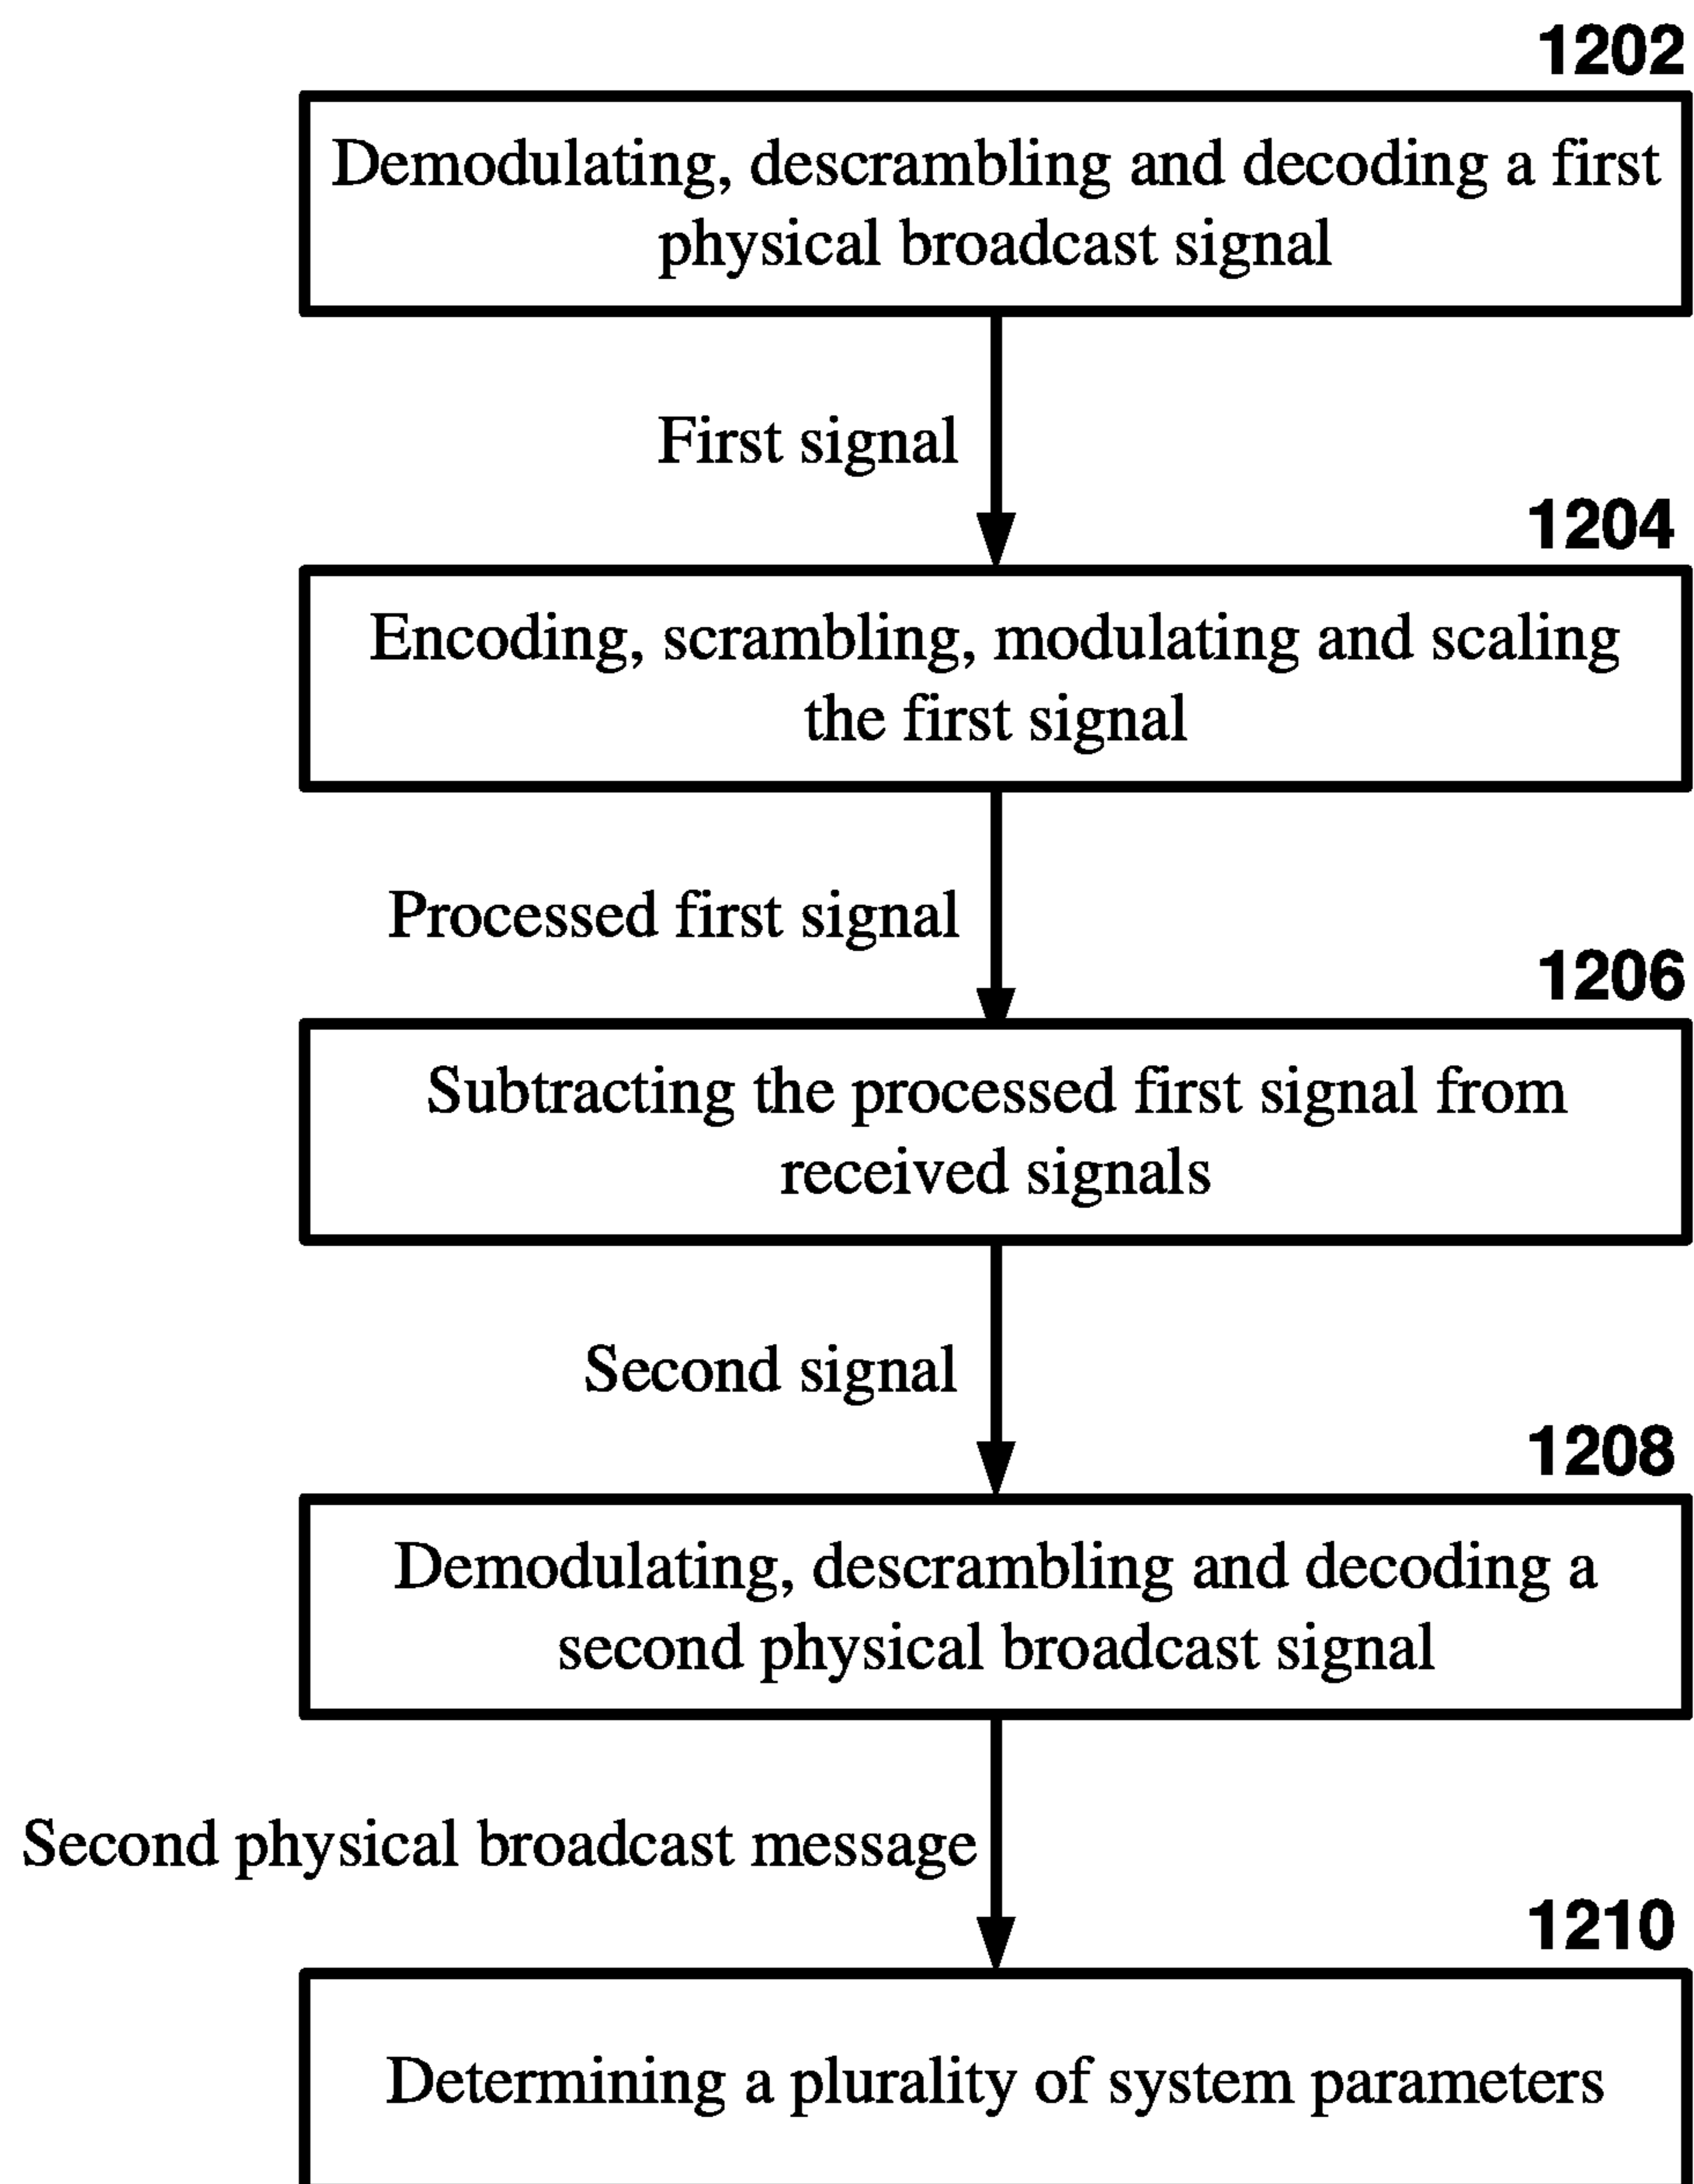 1202
Demodulating, descrambling and decoding a first
physical broadcast signal
First signal
1204
Encoding, scrambling, modulating and scaling
the first signal
Processed first signal
1206
Subtracting the processed first signal from
received signals
Second signal
1208
Demodulating, descrambling and decoding a
second physical broadcast signal
Second physical broadcast message
1210
Determining a plurality of system parameters